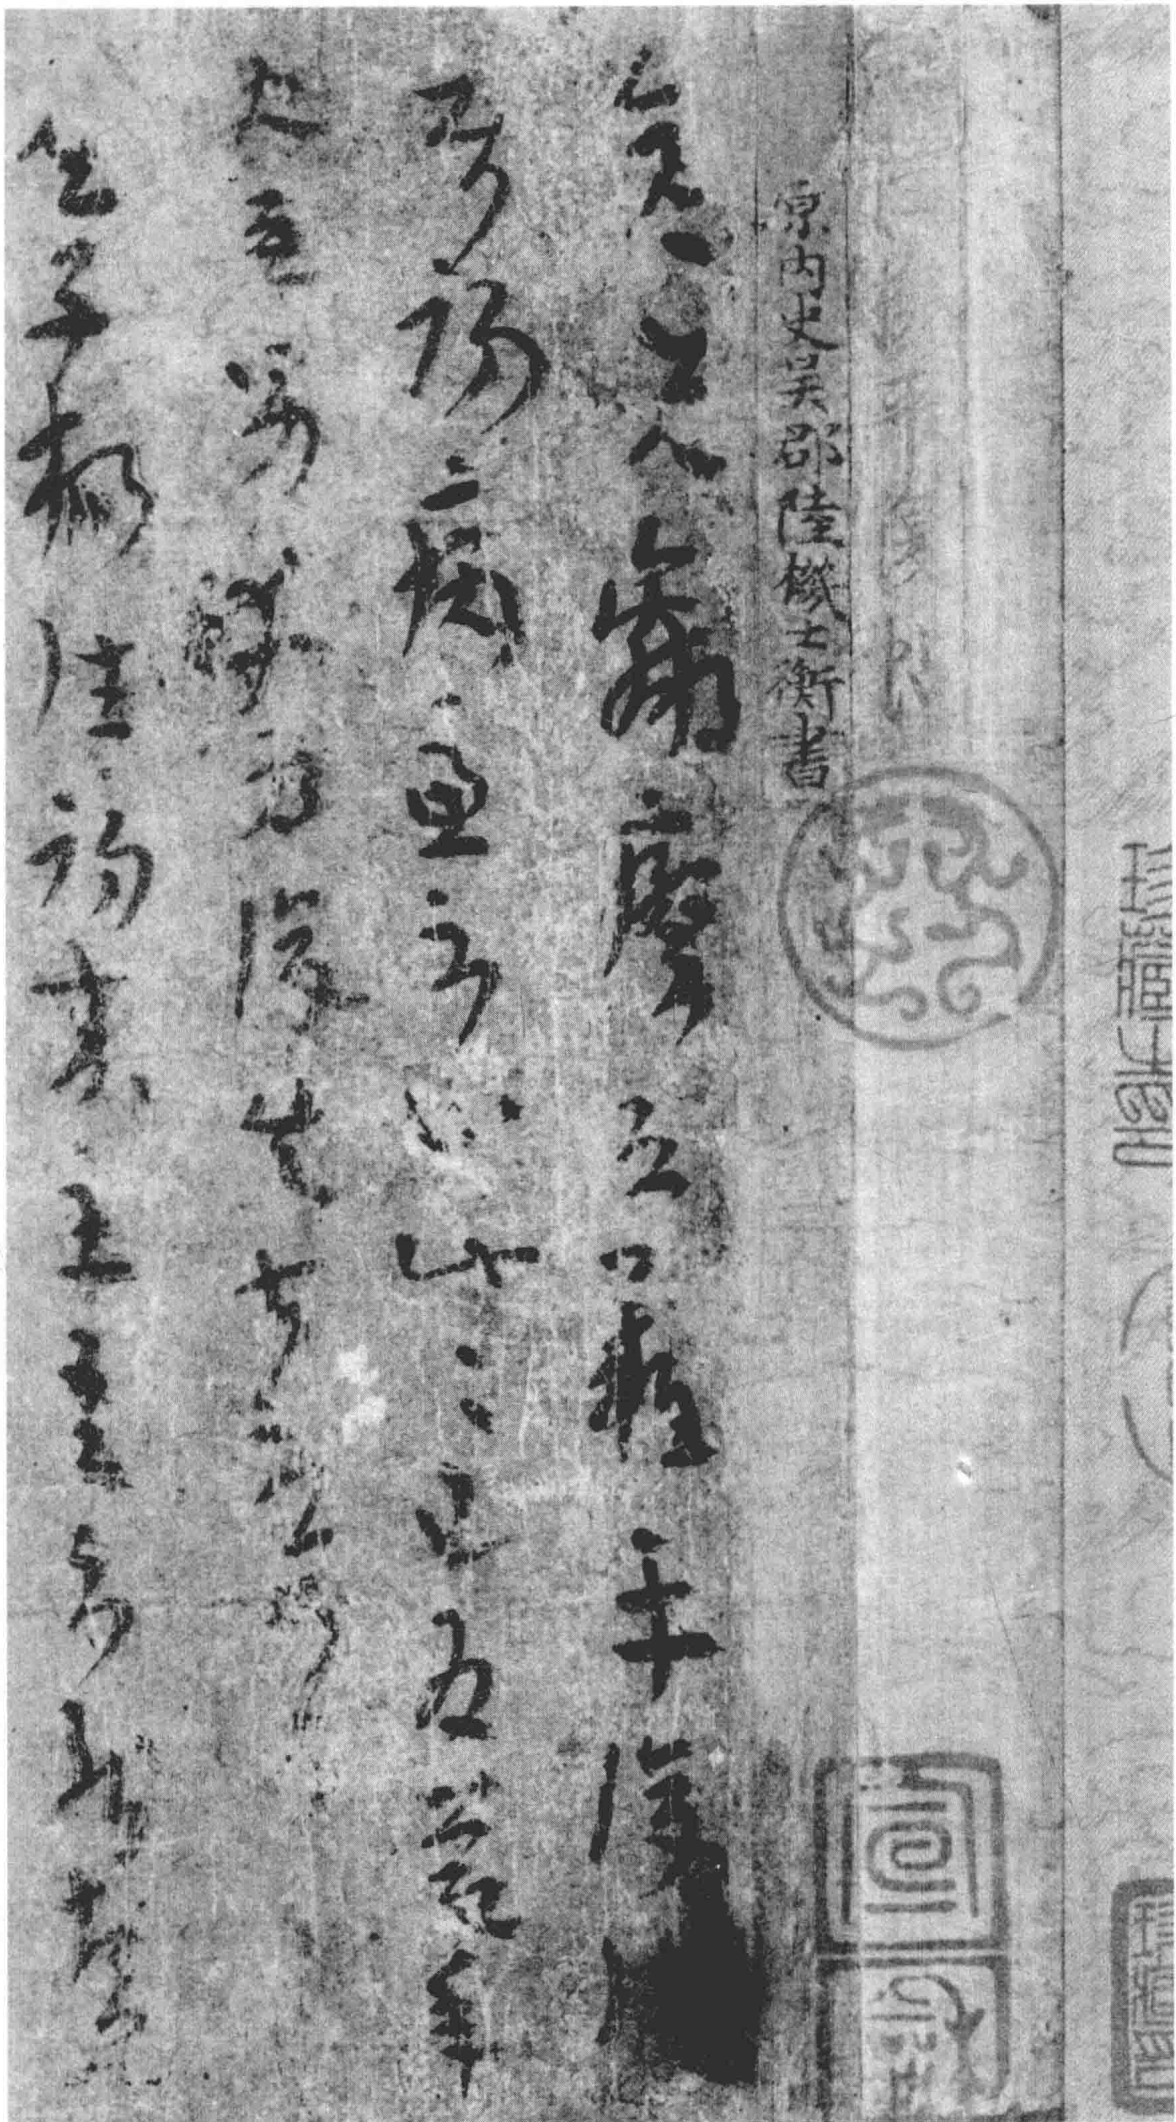 原内史吳郡陸機士衡書
彥先羸瘵恐難平復往
屬初病慮不止此此已為慶承
使唯男幸為復失前憂耳
吳子楊往初來主吾不能盡